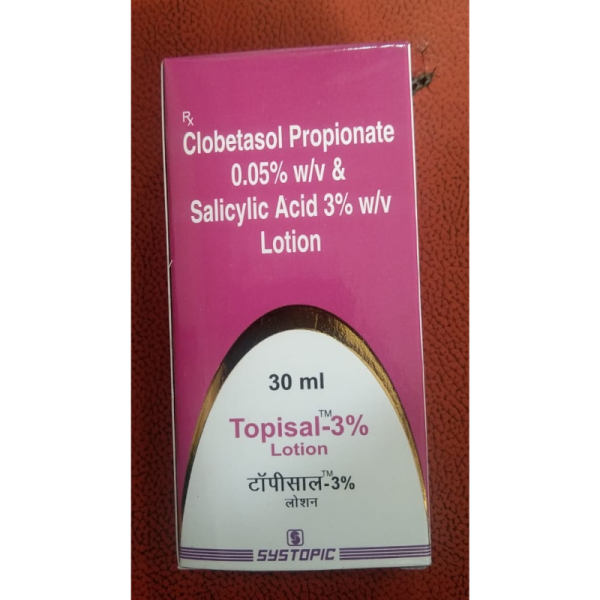 Rx
Clobetasol Propionate
0.05% w/v &
Salicylic Acid 3% w/v
Lotion
30 ml
Topisal™-3%
Lotion
टॉपीसाल™-3%
लोशन
S
SYSTOPIC